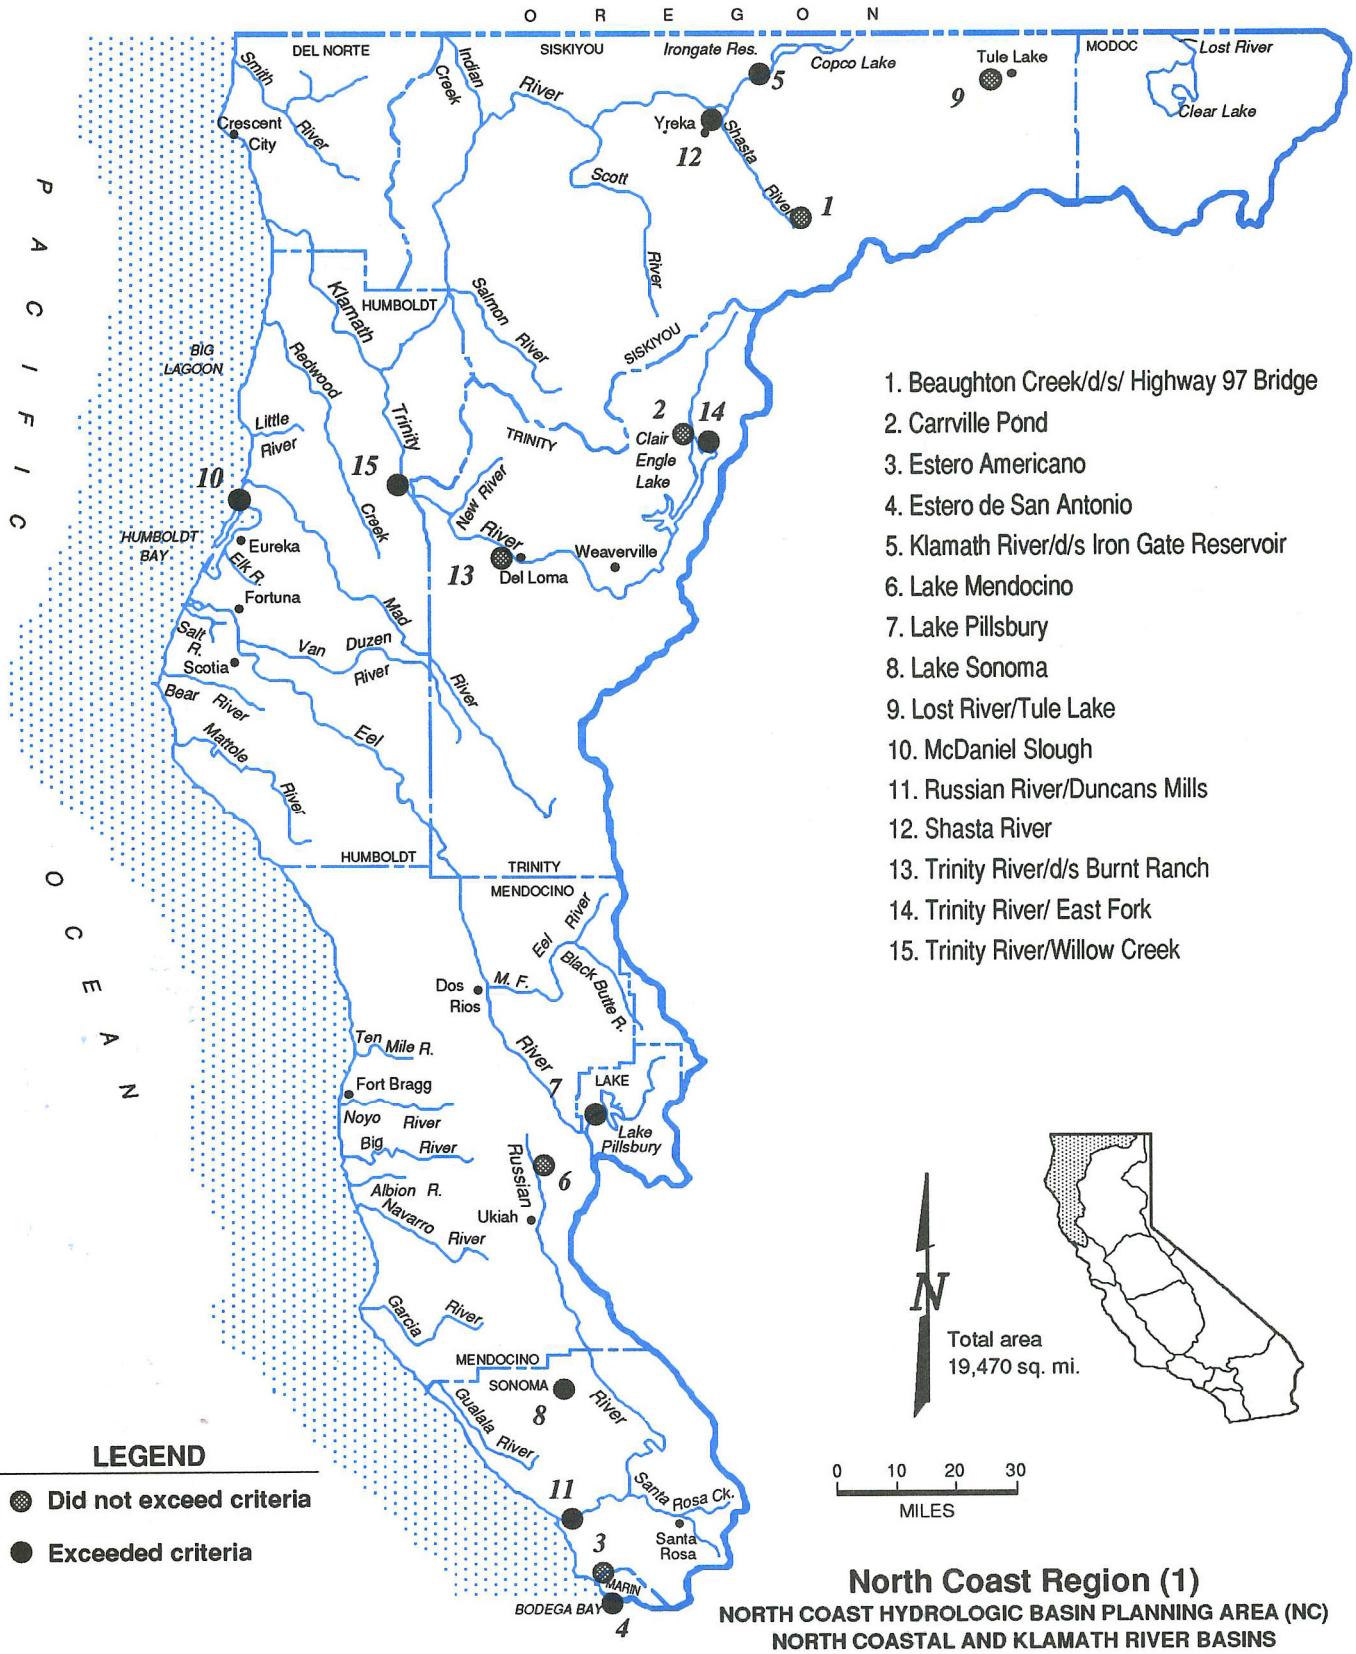 O R E G O N
DEL NORTE
SISKIYOU
Irongate Res.
Copco Lake
Tule Lake
MODOC
Lost River
Clear Lake
Smith
River
Indian
Creek
River
5
9
Crescent
City
Yreka
12
Shasta
River
1
Scott
River
PACIFIC
OCEAN
HUMBOLDT
Klamath
Salmon
River
SISKIYOU
BIG
LAGOON
Redwood
Creek
Little
River
Trinity
TRINITY
2
14
Clair
Engle
Lake
15
10
New River
River
HUMBOLDT
BAY
Eureka
Elk R.
Fortuna
13
Del Loma
Weaverville
Mad
River
Salt
R.
Scotia
Van Duzen
River
Bear River
Mattole
River
Eel
HUMBOLDT
TRINITY
MENDOCINO
Eel River
Black Butte R.
M. F.
Dos
Rios
River
Ten Mile R.
Fort Bragg
Noyo River
Big River
Albion R.
Navarro
River
7
LAKE
Lake
Pillsbury
Russian
6
Ukiah
Garcia River
MENDOCINO
SONOMA
8
River
Gualala River
11
Santa Rosa Ck.
Santa
Rosa
3
MARIN
BODEGA BAY
4
1. Beaughton Creek/d/s/ Highway 97 Bridge
2. Carrville Pond
3. Estero Americano
4. Estero de San Antonio
5. Klamath River/d/s Iron Gate Reservoir
6. Lake Mendocino
7. Lake Pillsbury
8. Lake Sonoma
9. Lost River/Tule Lake
10. McDaniel Slough
11. Russian River/Duncans Mills
12. Shasta River
13. Trinity River/d/s Burnt Ranch
14. Trinity River/ East Fork
15. Trinity River/Willow Creek
N
Total area
19,470 sq. mi.
0 10 20 30
MILES
LEGEND
Did not exceed criteria
Exceeded criteria
North Coast Region (1)
NORTH COAST HYDROLOGIC BASIN PLANNING AREA (NC)
NORTH COASTAL AND KLAMATH RIVER BASINS